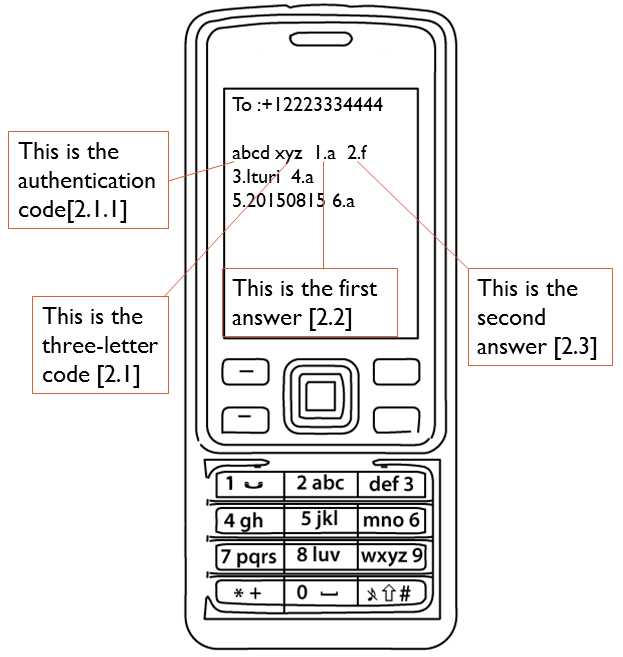 To :+12223334444
abcd xyz 1.a 2.f
3.Ituri 4.a
5.20150815 6.a
This is the
authentication
code[2.1.1]
This is the
three-letter
code [2.1]
This is the first
answer [2.2]
This is the
second
answer [2.3]
1
2 abc
def 3
4 gh
5 jkl
mno 6
7 pqrs
8 luv
wxyz 9
* +
0
#